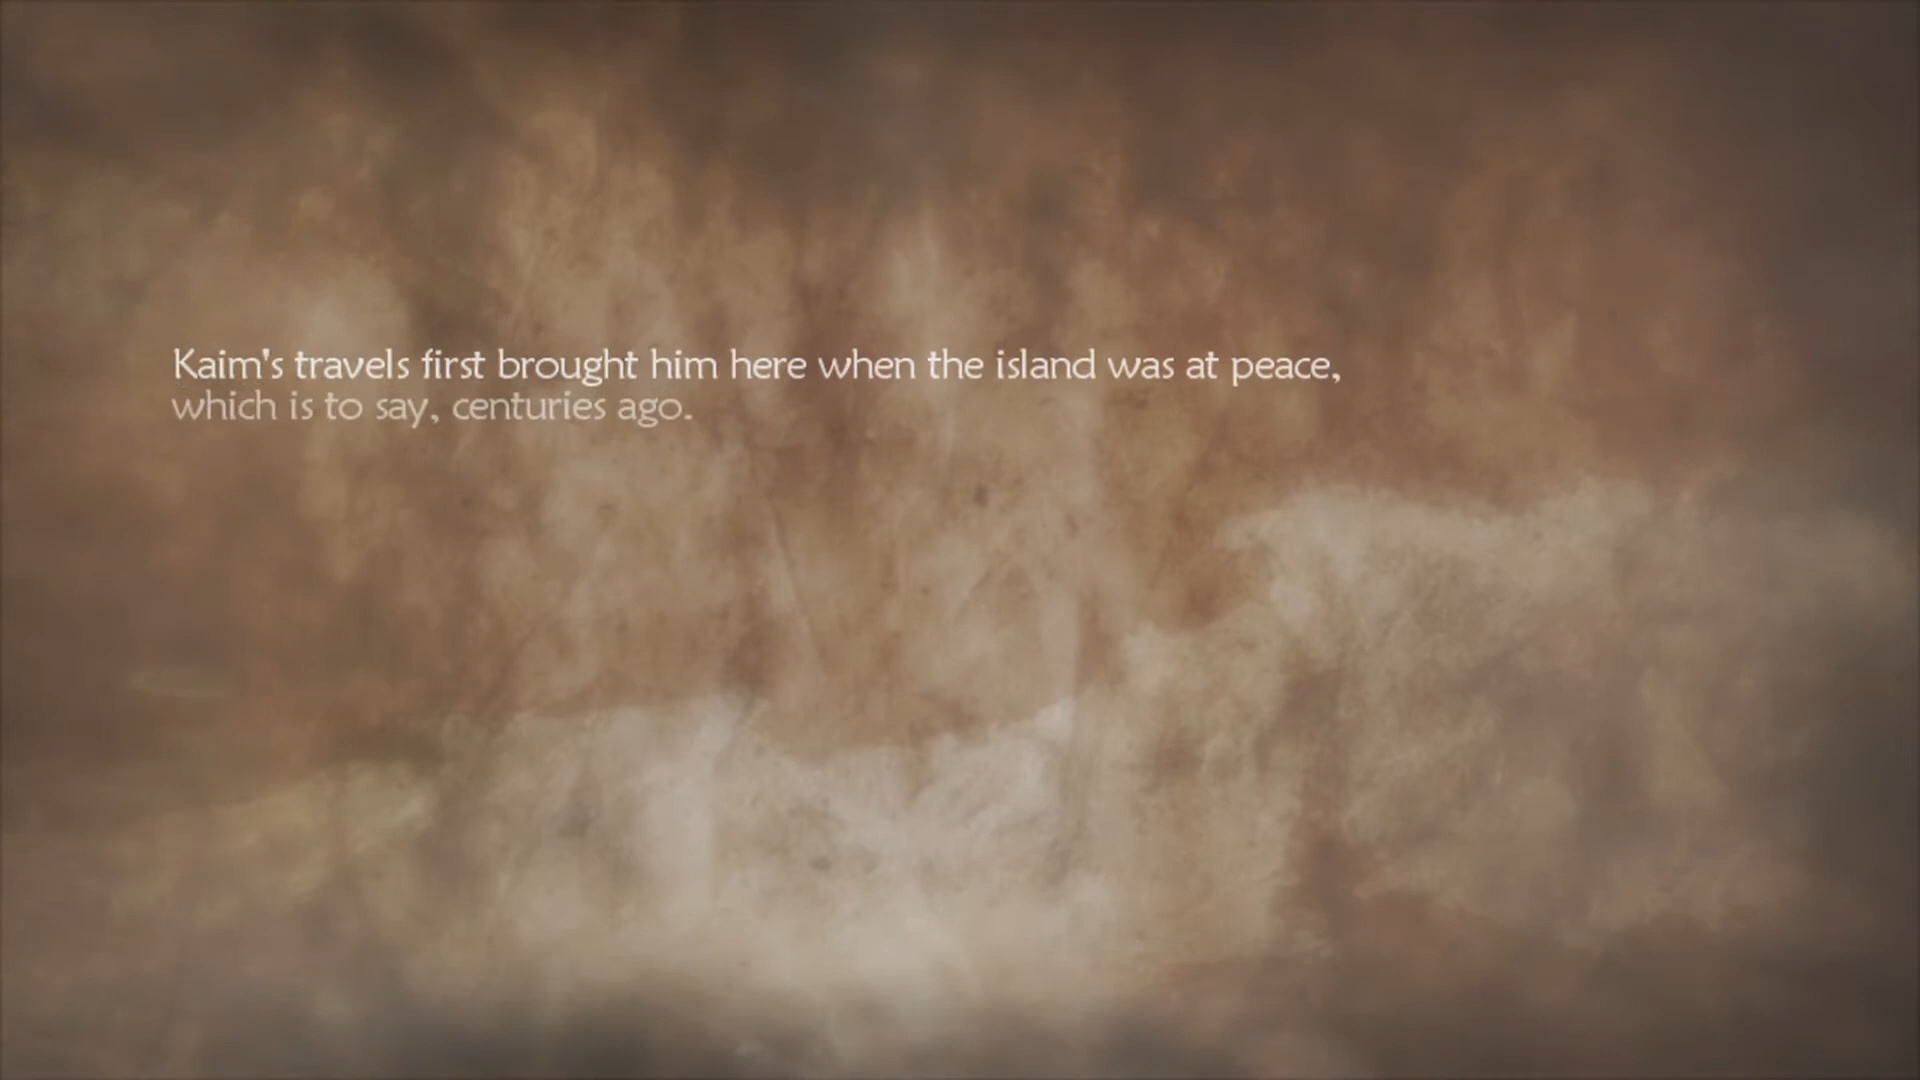 Kaim's travels first brought him here when the island was at peace,
which is to say, centuries ago.